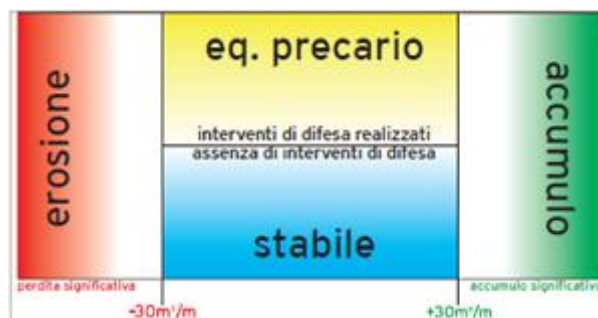 erosione
eq. precario
interventi di difesa realizzati
assenza di interventi di difesa
stabile
accumulo
perdita significativa
accumulo significativo
-30m³/m
+30m³/m